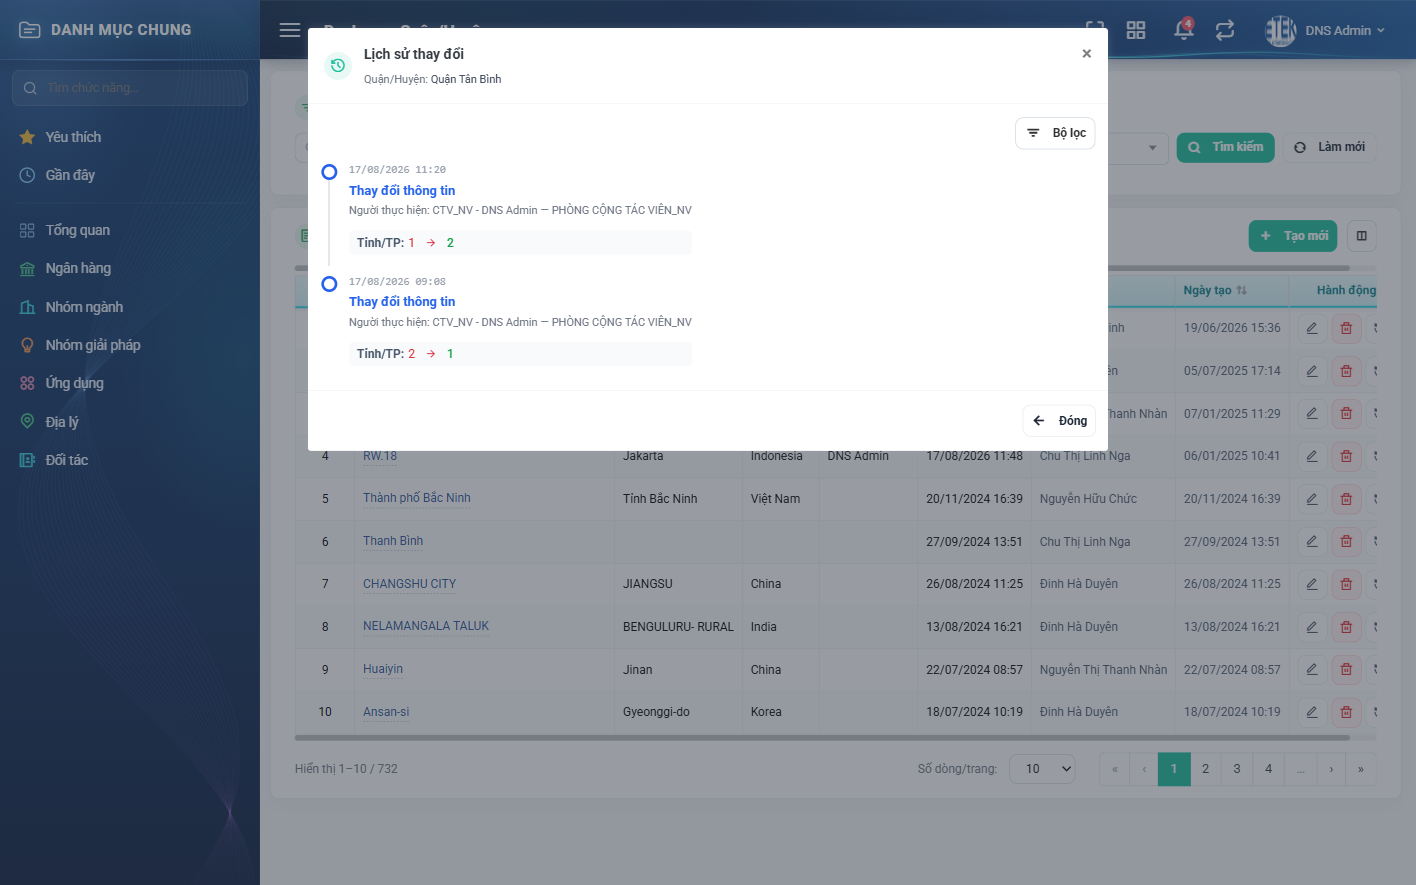 DANH MỤC CHUNG
Tìm chức năng...
Yêu thích
Gần đây
Tổng quan
Ngân hàng
Nhóm ngành
Nhóm giải pháp
Ứng dụng
Địa lý
Đối tác
4
DNS Admin
Lịch sử thay đổi
Quận/Huyện: Quận Tân Bình
×
Bộ lọc
17/08/2026 11:20
Thay đổi thông tin
Người thực hiện: CTV_NV - DNS Admin — PHÒNG CỘNG TÁC VIÊN_NV
Tỉnh/TP: 1 → 2
17/08/2026 09:08
Thay đổi thông tin
Người thực hiện: CTV_NV - DNS Admin — PHÒNG CỘNG TÁC VIÊN_NV
Tỉnh/TP: 2 → 1
Đóng
Tìm kiếm
Làm mới
Tạo mới
Ngày tạo Hành động
inh 19/06/2026 15:36
ên 05/07/2025 17:14
Thanh Nhàn 07/01/2025 11:29
4 RW.18 Jakarta Indonesia DNS Admin 17/08/2026 11:48 Chu Thị Linh Nga 06/01/2025 10:41
5 Thành phố Bắc Ninh Tỉnh Bắc Ninh Việt Nam 20/11/2024 16:39 Nguyễn Hữu Chức 20/11/2024 16:39
6 Thanh Bình 27/09/2024 13:51 Chu Thị Linh Nga 27/09/2024 13:51
7 CHANGSHU CITY JIANGSU China 26/08/2024 11:25 Đinh Hà Duyên 26/08/2024 11:25
8 NELAMANGALA TALUK BENGULURU- RURAL India 13/08/2024 16:21 Đinh Hà Duyên 13/08/2024 16:21
9 Huaiyin Jinan China 22/07/2024 08:57 Nguyễn Thị Thanh Nhàn 22/07/2024 08:57
10 Ansan-si Gyeonggi-do Korea 18/07/2024 10:19 Đinh Hà Duyên 18/07/2024 10:19
Hiển thị 1–10 / 732
Số dòng/trang: 10
« ‹ 1 2 3 4 ... › »